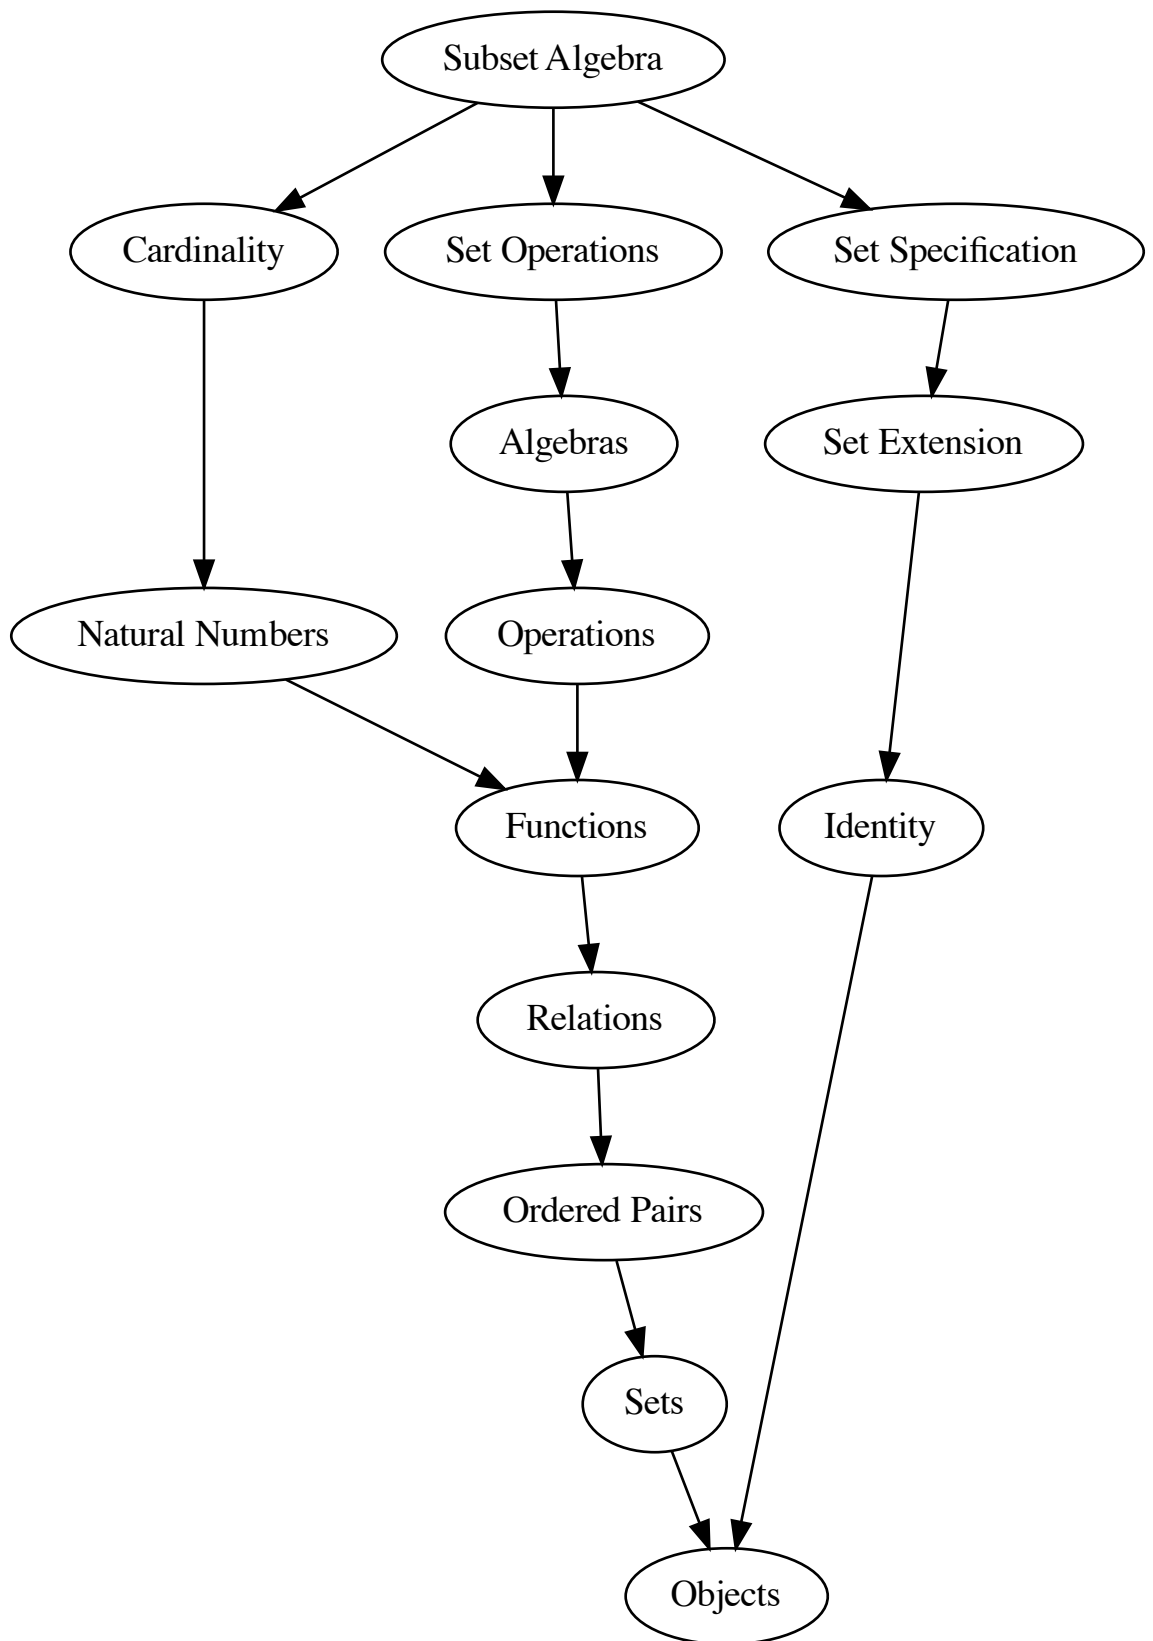 Subset Algebra
Cardinality
Set Operations
Set Specification
Algebras
Set Extension
Natural Numbers
Operations
Functions
Identity
Relations
Ordered Pairs
Sets
Objects